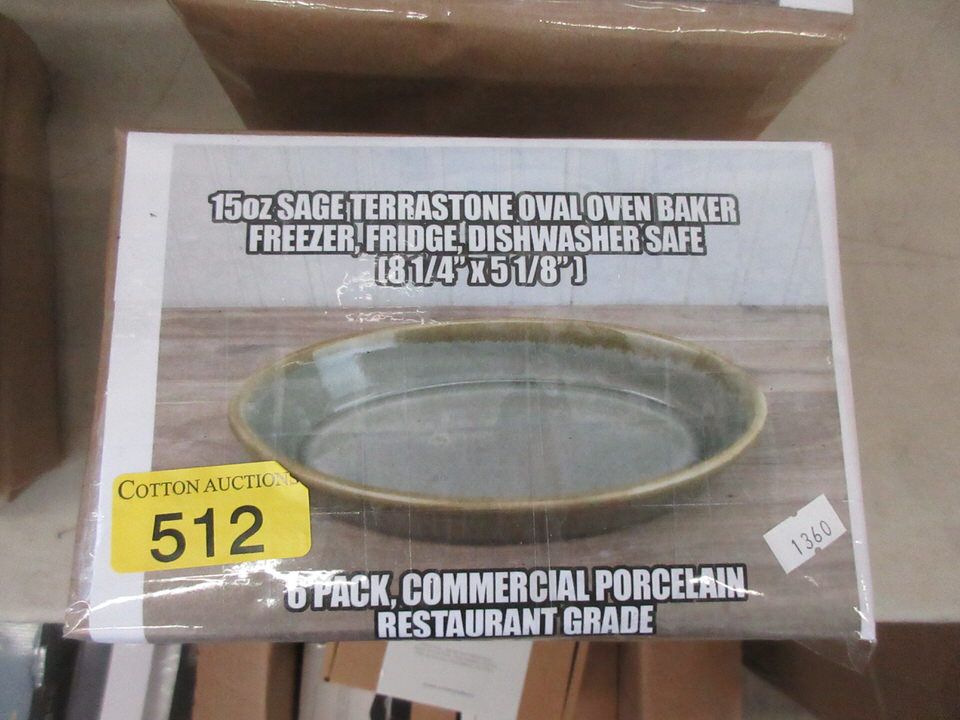 15oz SAGE TERRASTONE OVAL OVEN BAKER
FREEZER, FRIDGE, DISHWASHER SAFE
(8 1/4" X 5 1/8")
COTTON AUCTIONS
512
1360
6 PACK, COMMERCIAL PORCELAIN
RESTAURANT GRADE